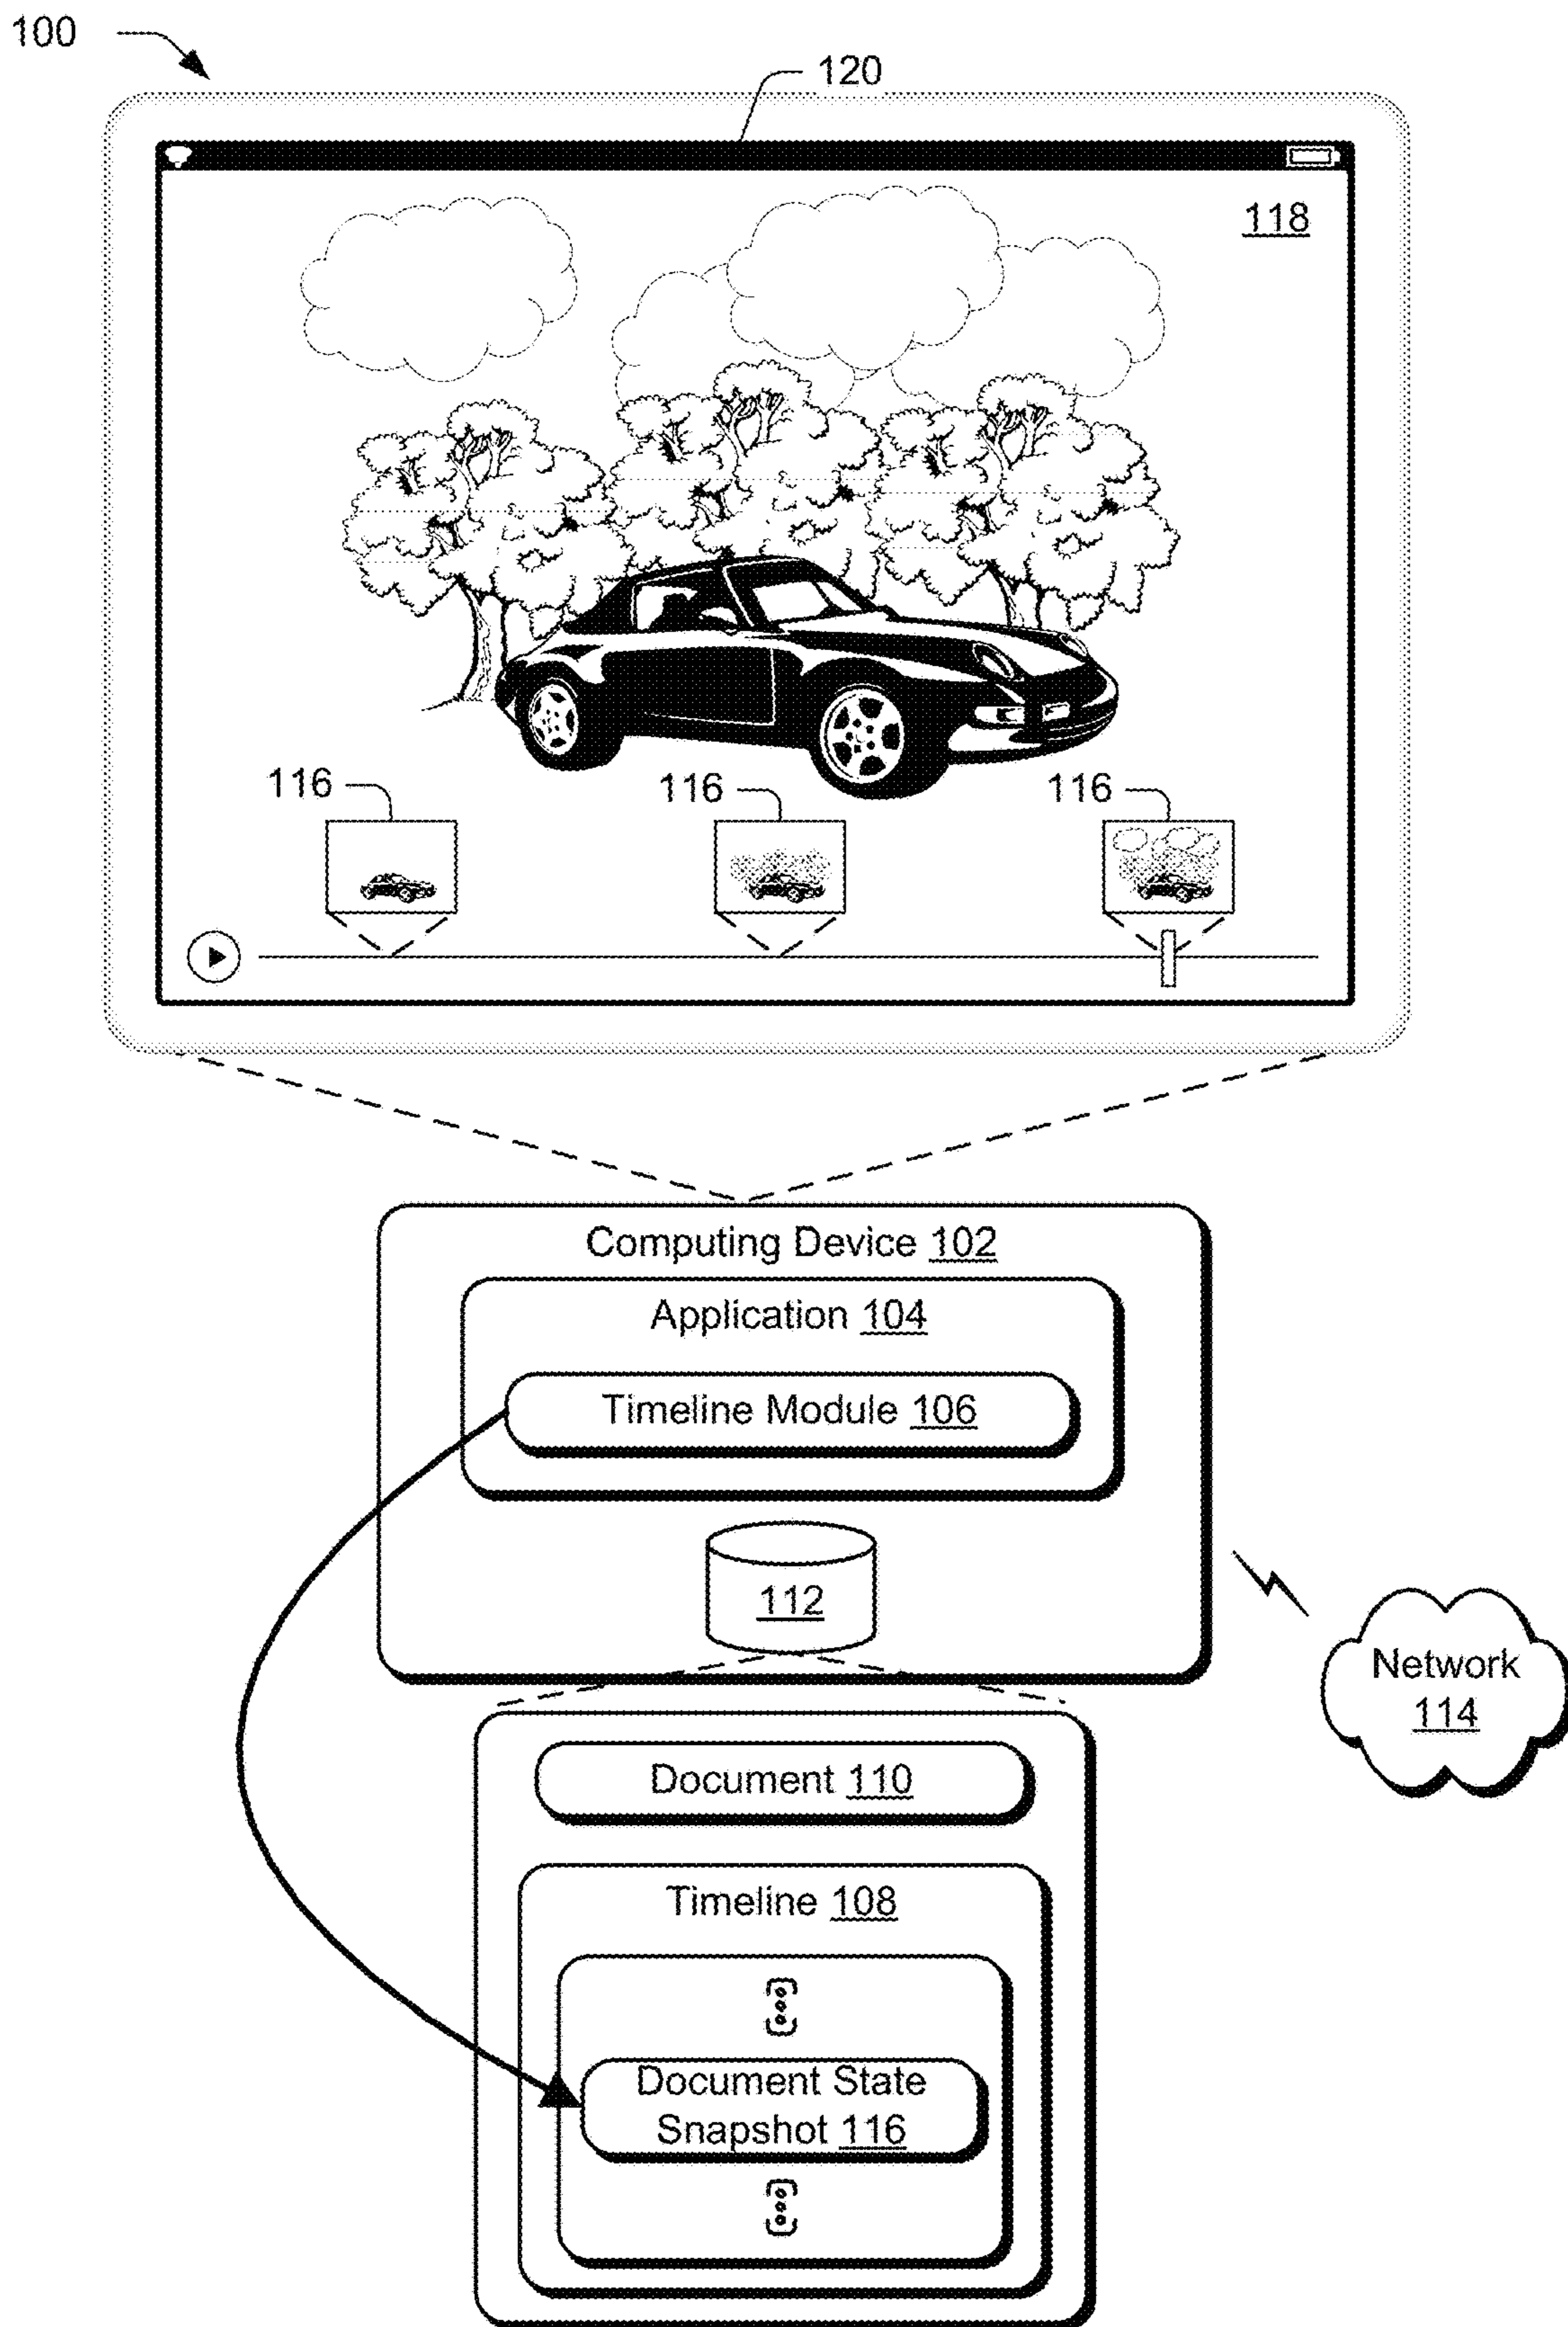 100
120
118
116
116
116
Computing Device 102
Application 104
Timeline Module 106
112
Network
114
Document 110
Timeline 108
Document State
Snapshot 116